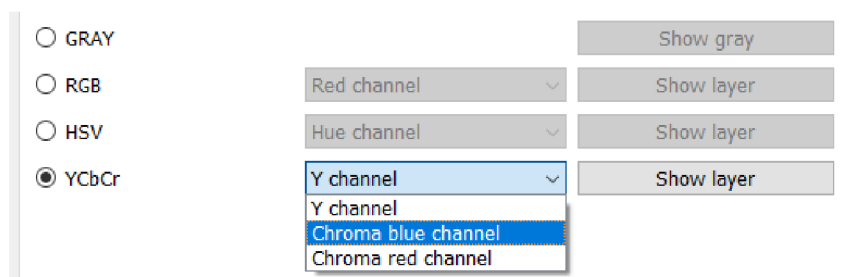 GRAY Show gray
RGB Red channel Show layer
HSV Hue channel Show layer
YCbCr Y channel Show layer
Y channel
Chroma blue channel
Chroma red channel